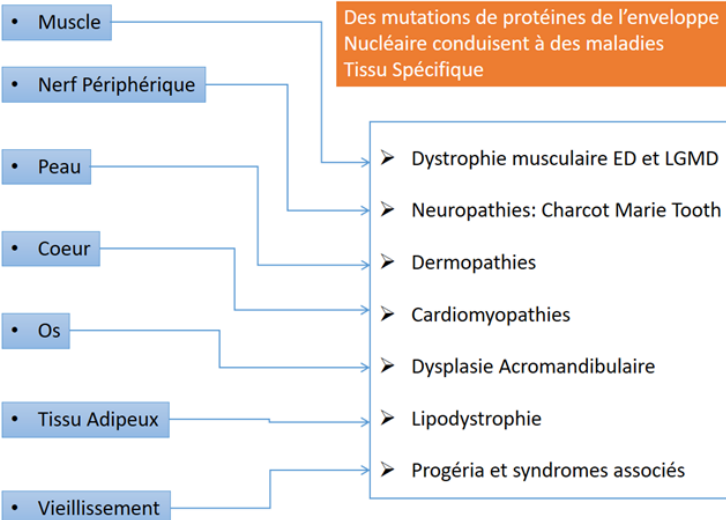 • Muscle
• Nerf Périphérique
• Peau
• Coeur
• Os
• Tissu Adipeux
• Vieillissement
Des mutations de protéines de l’enveloppe
Nucléaire conduisent à des maladies
Tissu Spécifique
➢ Dystrophie musculaire ED et LGMD
➢ Neuropathies: Charcot Marie Tooth
➢ Dermopathies
➢ Cardiomyopathies
➢ Dysplasie Acromandibulaire
➢ Lipodystrophie
➢ Progéria et syndromes associés